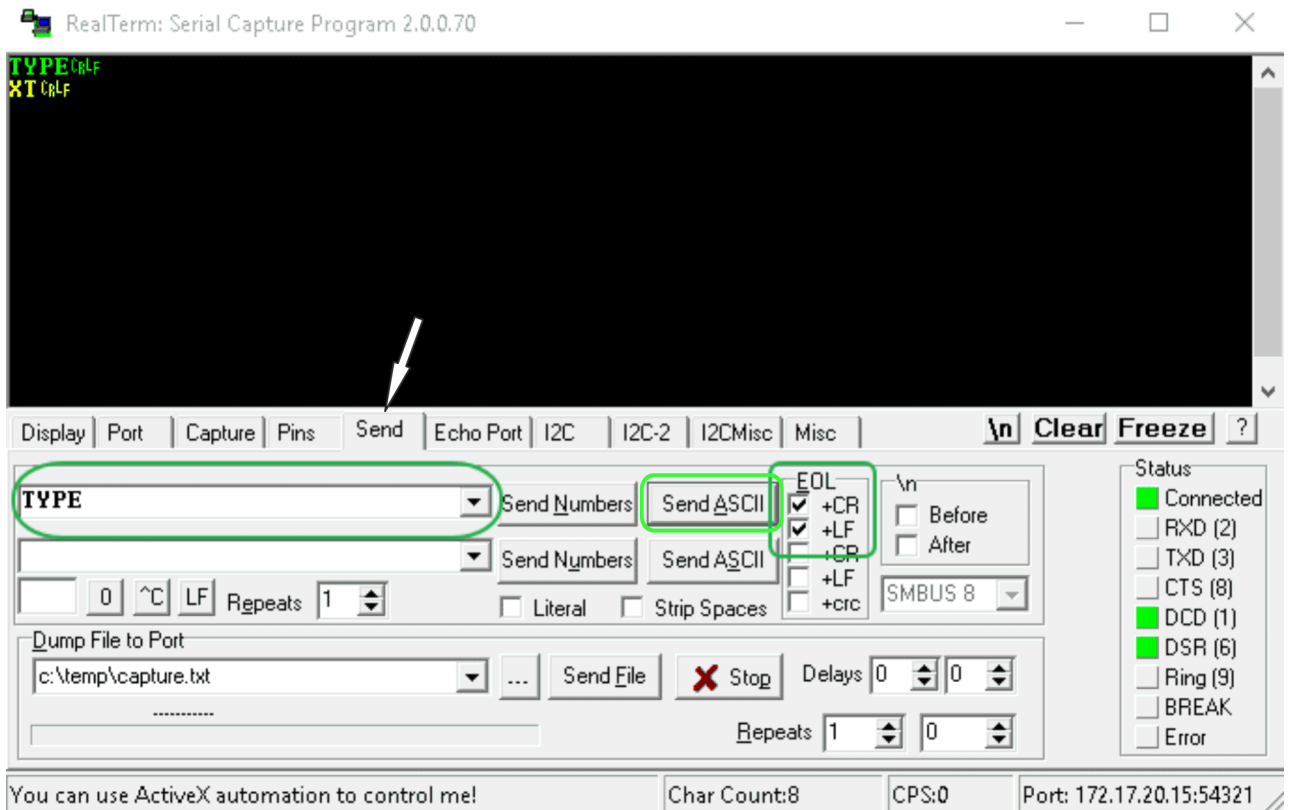 RealTerm: Serial Capture Program 2.0.0.70
TYPECRLF
XTCRLF
Display Port Capture Pins Send Echo Port I2C I2C-2 I2CMisc Misc \n Clear Freeze ?
TYPE Send Numbers Send ASCII
Send Numbers Send ASCII
0 ^C LF Repeats 1
Literal Strip Spaces
EOL
+CR
+LF
+CR
+LF
+crc
\n
Before
After
SMBUS 8
Dump File to Port
c:\temp\capture.txt ... Send File Stop Delays 0 0
-----------
Repeats 1 0
Status
Connected
RXD (2)
TXD (3)
CTS (8)
DCD (1)
DSR (6)
Ring (9)
BREAK
Error
You can use ActiveX automation to control me! Char Count:8 CPS:0 Port: 172.17.20.15:54321